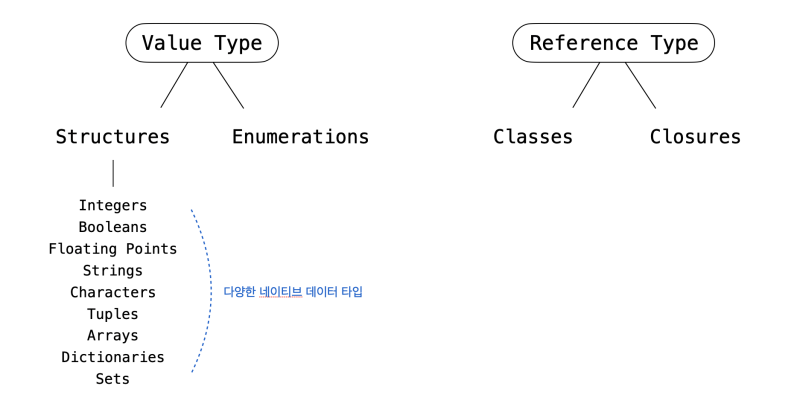 Value Type
Reference Type
Structures
Enumerations
Classes
Closures
Integers
Booleans
Floating Points
Strings
Characters
Tuples
Arrays
Dictionaries
Sets
다양한 네이티브 데이터 타입